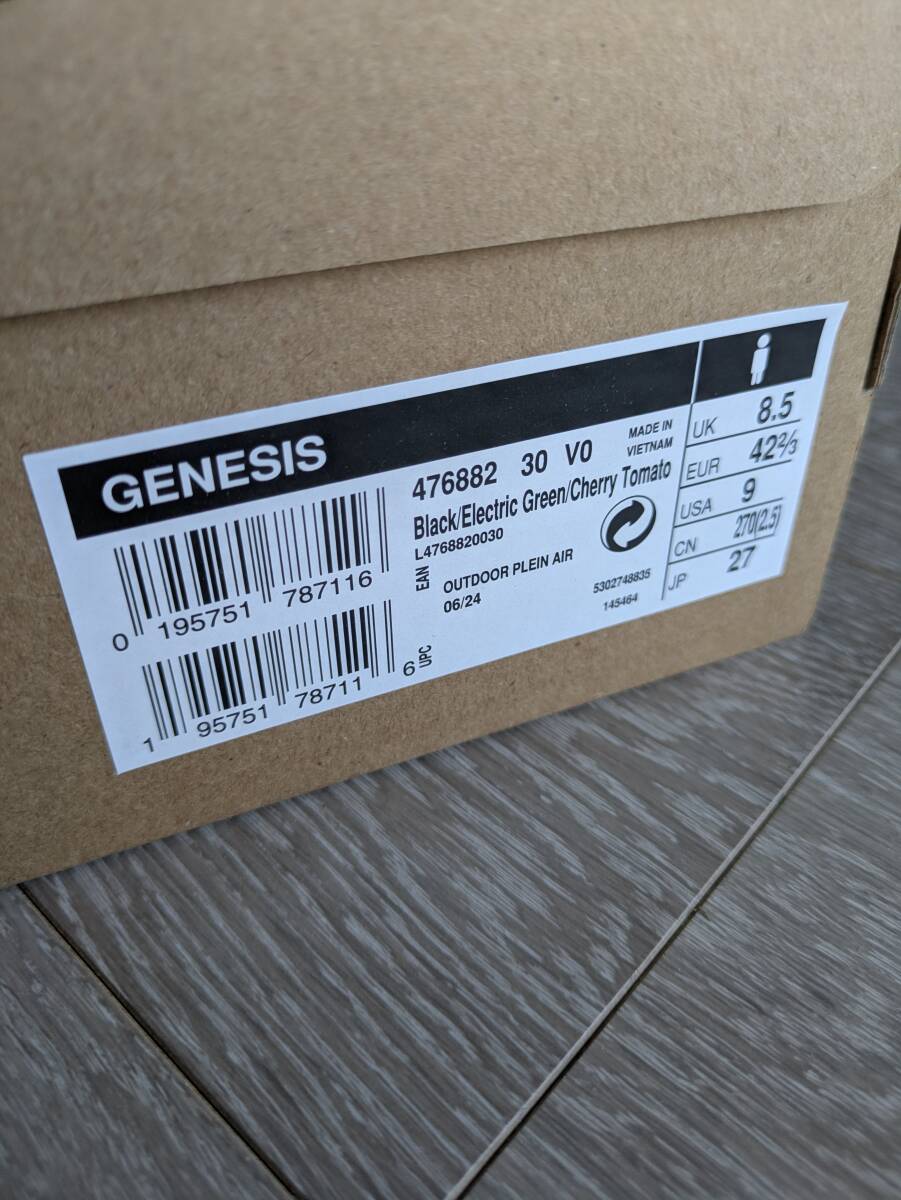 GENESIS
476882 30 V0
MADE IN
VIETNAM
Black/Electric Green/Cherry Tomato
L4768820030
EAN
0 195751 787116
OUTDOOR PLEIN AIR
06/24
5302748835
145464
UPC
1 95751 78711 6
UK 8.5
EUR 42⅔
USA 9
CN 270(2.5)
JP 27